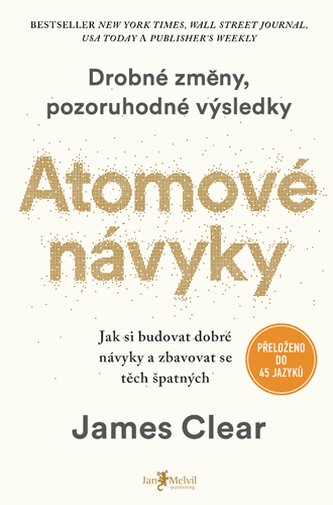 BESTSELLER NEW YORK TIMES, WALL STREET JOURNAL,
USA TODAY A PUBLISHER'S WEEKLY
Drobné změny,
pozoruhodné výsledky
Atomové
návyky
Jak si budovat dobré
návyky a zbavovat se
těch špatných
PŘELOŽENO
DO
45 JAZYKŮ
James Clear
Jan Melvil
publishing